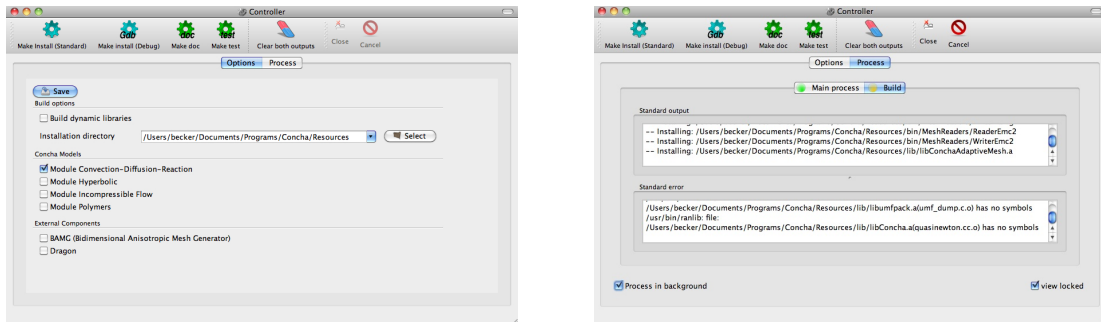 Controller
Gdb doc test
Make Install (Standard) Make install (Debug) Make doc Make test Clear both outputs Close Cancel
Options Process
Save
Build options
Build dynamic libraries
Installation directory /Users/becker/Documents/Programs/Concha/Resources Select
Concha Models
Module Convection-Diffusion-Reaction
Module Hyperbolic
Module Incompressible Flow
Module Polymers
External Components
BAMG (Bidimensional Anisotropic Mesh Generator)
Dragon
Controller
Gdb doc test
Make Install (Standard) Make install (Debug) Make doc Make test Clear both outputs Close Cancel
Options Process
Main process Build
Standard output
-- Installing: /Users/becker/Documents/Programs/Concha/Resources/bin/MeshReaders/ReaderEmc2
-- Installing: /Users/becker/Documents/Programs/Concha/Resources/bin/MeshReaders/WriterEmc2
-- Installing: /Users/becker/Documents/Programs/Concha/Resources/lib/libConchaAdaptiveMesh.a
Standard error
/Users/becker/Documents/Programs/Concha/Resources/lib/libumfpack.a(umf_dump.c.o) has no symbols
/usr/bin/ranlib: file:
/Users/becker/Documents/Programs/Concha/Resources/lib/libConcha.a(quasinewton.cc.o) has no symbols
Process in background view locked